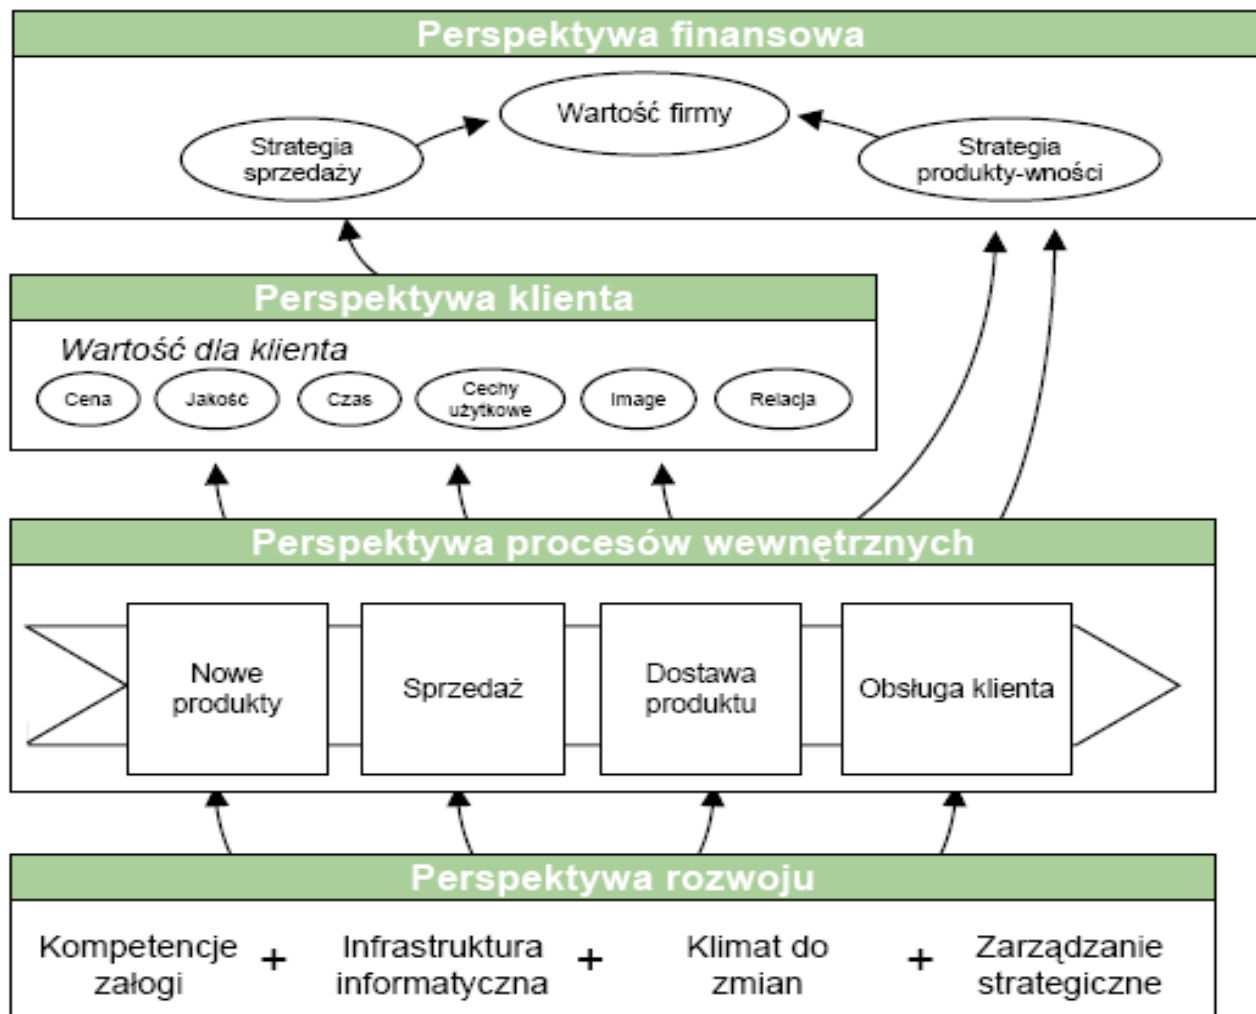 Perspektywa finansowa
Wartość firmy
Strategia
sprzedaży
Strategia
produkty-wności
Perspektywa klienta
Wartość dla klienta
Cena
Jakość
Czas
Cechy
użytkowe
Image
Relacja
Perspektywa procesów wewnętrznych
Nowe
produkty
Sprzedaż
Dostawa
produktu
Obsługa klienta
Perspektywa rozwoju
Kompetencje
załogi
+
Infrastruktura
informatyczna
+
Klimat do
zmian
+
Zarządzanie
strategiczne